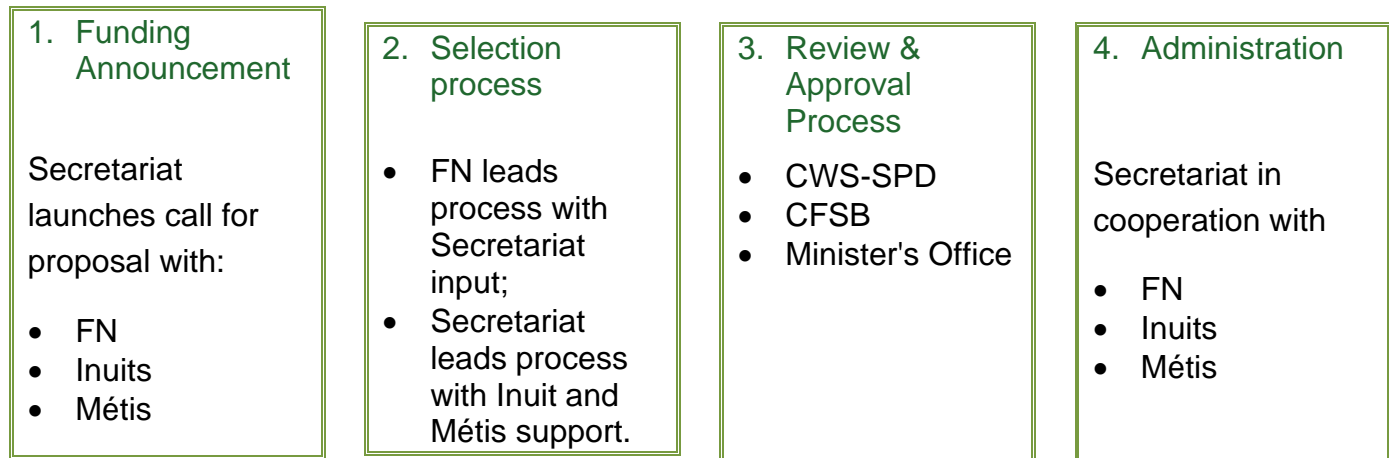 1. Funding
Announcement
Secretariat
launches call for
proposal with:
• FN
• Inuits
• Métis
2. Selection
process
• FN leads
process with
Secretariat
input;
• Secretariat
leads process
with Inuit and
Métis support.
3. Review &
Approval
Process
• CWS-SPD
• CFSB
• Minister's Office
4. Administration
Secretariat in
cooperation with
• FN
• Inuits
• Métis